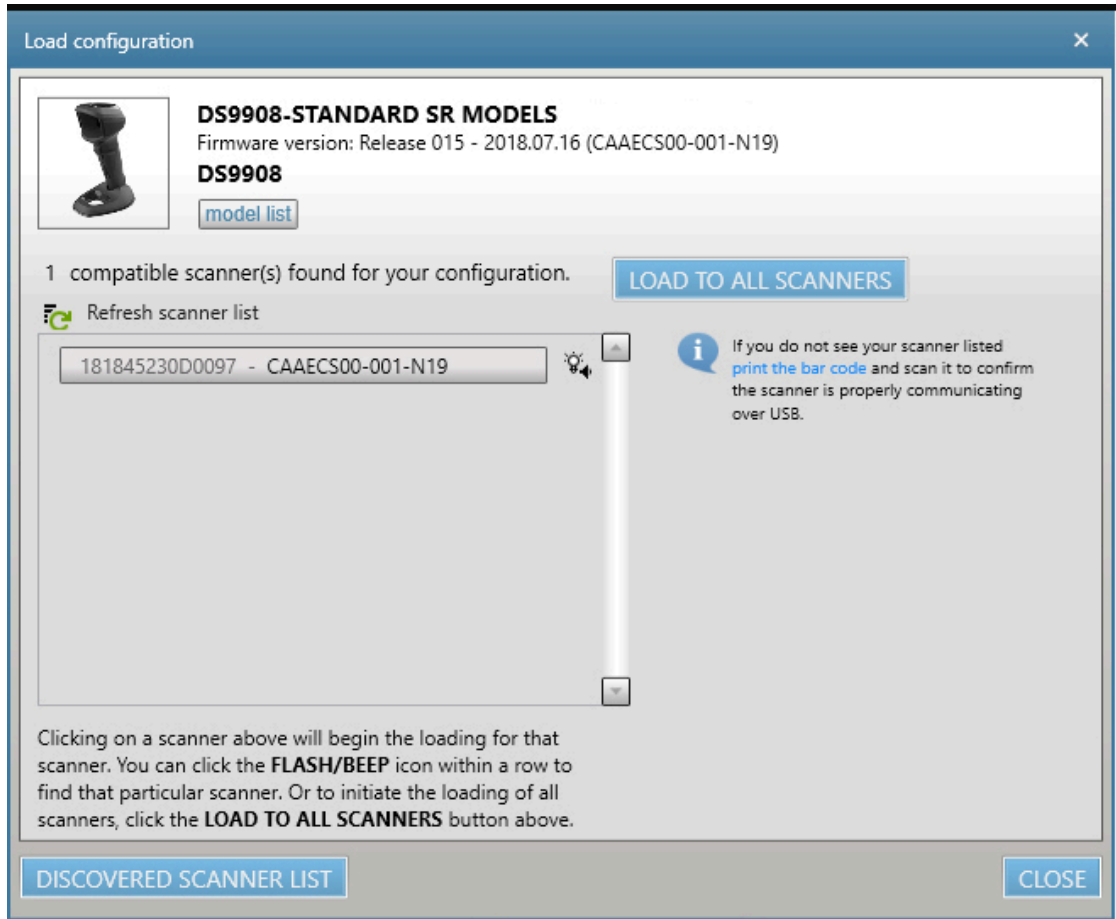 Load configuration
DS9908-STANDARD SR MODELS
Firmware version: Release 015 - 2018.07.16 (CAAECS00-001-N19)
DS9908
model list
1 compatible scanner(s) found for your configuration.
LOAD TO ALL SCANNERS
Refresh scanner list
181845230D0097 - CAAECS00-001-N19
If you do not see your scanner listed
print the bar code and scan it to confirm
the scanner is properly communicating
over USB.
Clicking on a scanner above will begin the loading for that
scanner. You can click the FLASH/BEEP icon within a row to
find that particular scanner. Or to initiate the loading of all
scanners, click the LOAD TO ALL SCANNERS button above.
DISCOVERED SCANNER LIST
CLOSE